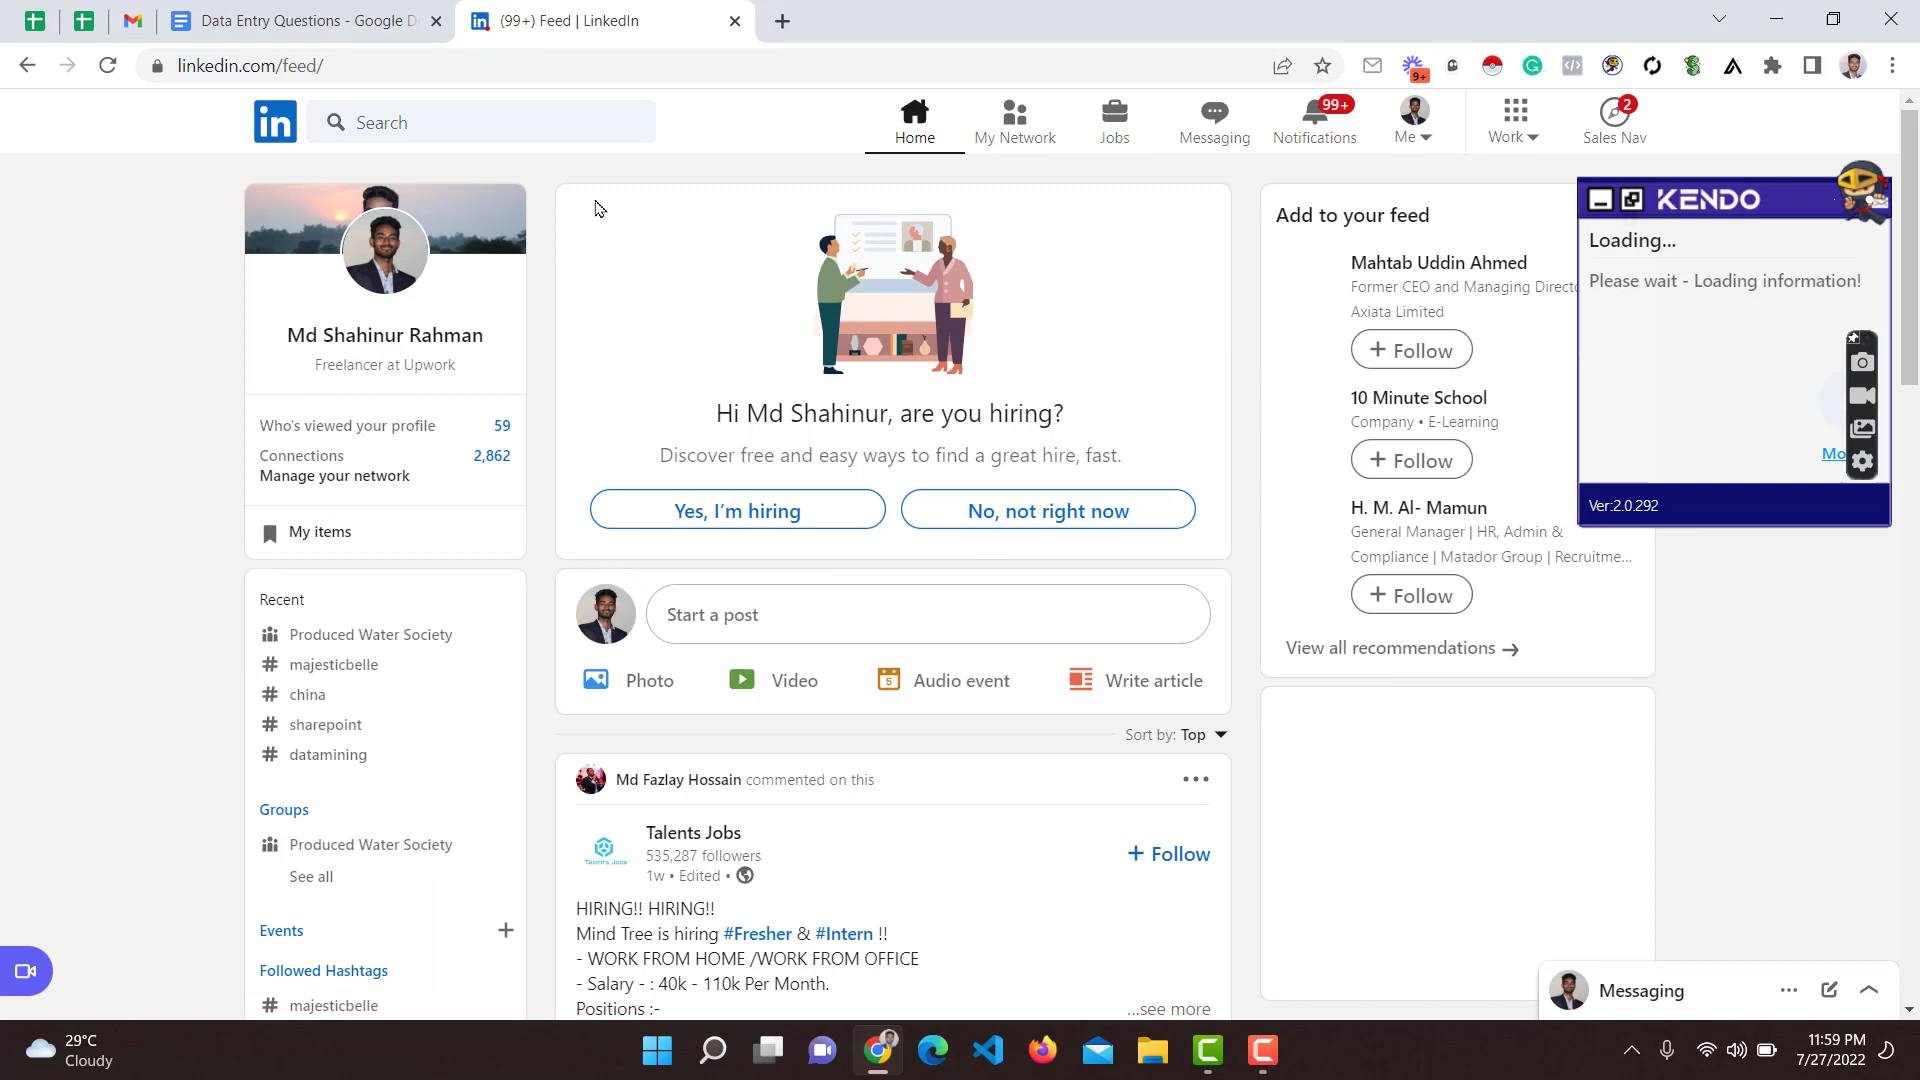 Data Entry Questions - Google D
(99+) Feed | LinkedIn
linkedin.com/feed/
9+
in
Search
Home
My Network
Jobs
Messaging
99+
Notifications
Me
Work
2
Sales Nav
Md Shahinur Rahman
Freelancer at Upwork
Who's viewed your profile 59
Connections 2,862
Manage your network
My items
Recent
Produced Water Society
# majesticbelle
# china
# sharepoint
# datamining
Groups
Produced Water Society
See all
Events +
Followed Hashtags
# majesticbelle
Hi Md Shahinur, are you hiring?
Discover free and easy ways to find a great hire, fast.
Yes, I'm hiring
No, not right now
Start a post
Photo
Video
5 Audio event
Write article
Sort by: Top
Md Fazlay Hossain commented on this
Talents Jobs
Talents Jobs
535,287 followers
1w • Edited •
+ Follow
HIRING!! HIRING!!
Mind Tree is hiring #Fresher & #Intern !!
- WORK FROM HOME /WORK FROM OFFICE
- Salary - : 40k - 110k Per Month.
Positions :-
...see more
Add to your feed
Mahtab Uddin Ahmed
Former CEO and Managing Directo
Axiata Limited
+ Follow
10 Minute School
Company • E-Learning
+ Follow
H. M. Al- Mamun
General Manager | HR, Admin &
Compliance | Matador Group | Recruitme...
+ Follow
View all recommendations →
KENDO
Loading...
Please wait - Loading information!
Mo
Ver:2.0.292
Messaging
29°C
Cloudy
11:59 PM
7/27/2022